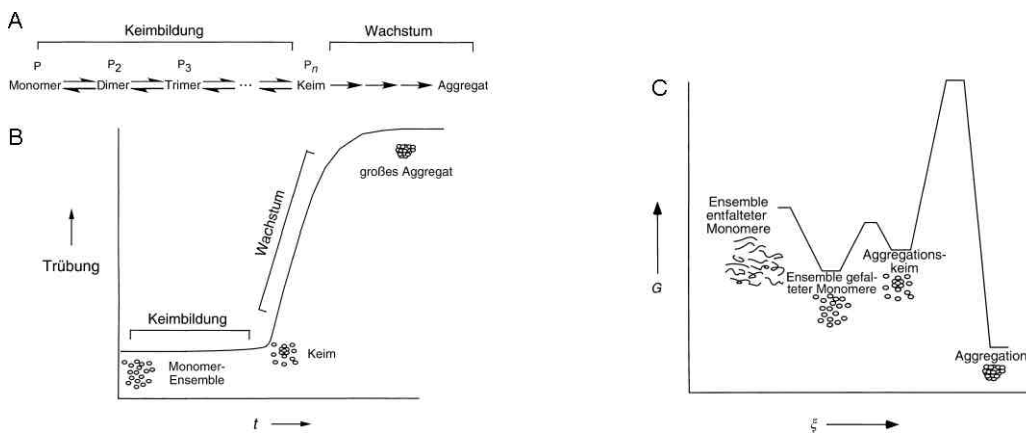 A
Keimbildung
Wachstum
P
P2
P3
Pn
Monomer
Dimer
Trimer
...
Keim
Aggregat
B
Trübung
Keimbildung
Monomer-
Ensemble
Wachstum
Keim
großes Aggregat
t
C
G
Ensemble
entfalteter
Monomere
Ensemble gefal-
teter Monomere
Aggregations-
keim
Aggregation
ξ